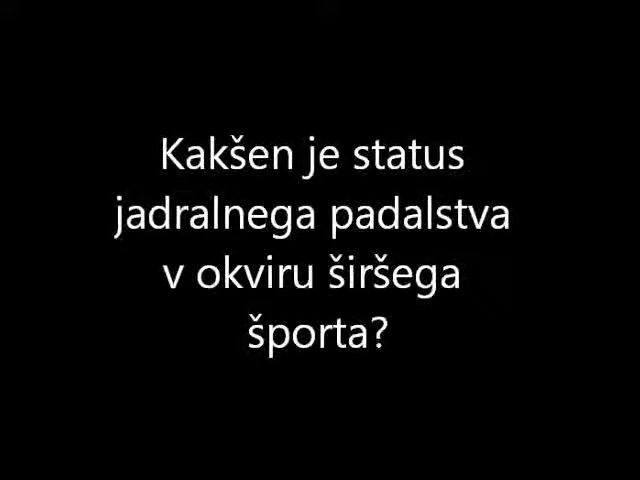 Kakšen je status
jadralnega padalstva
v okviru širšega
športa?